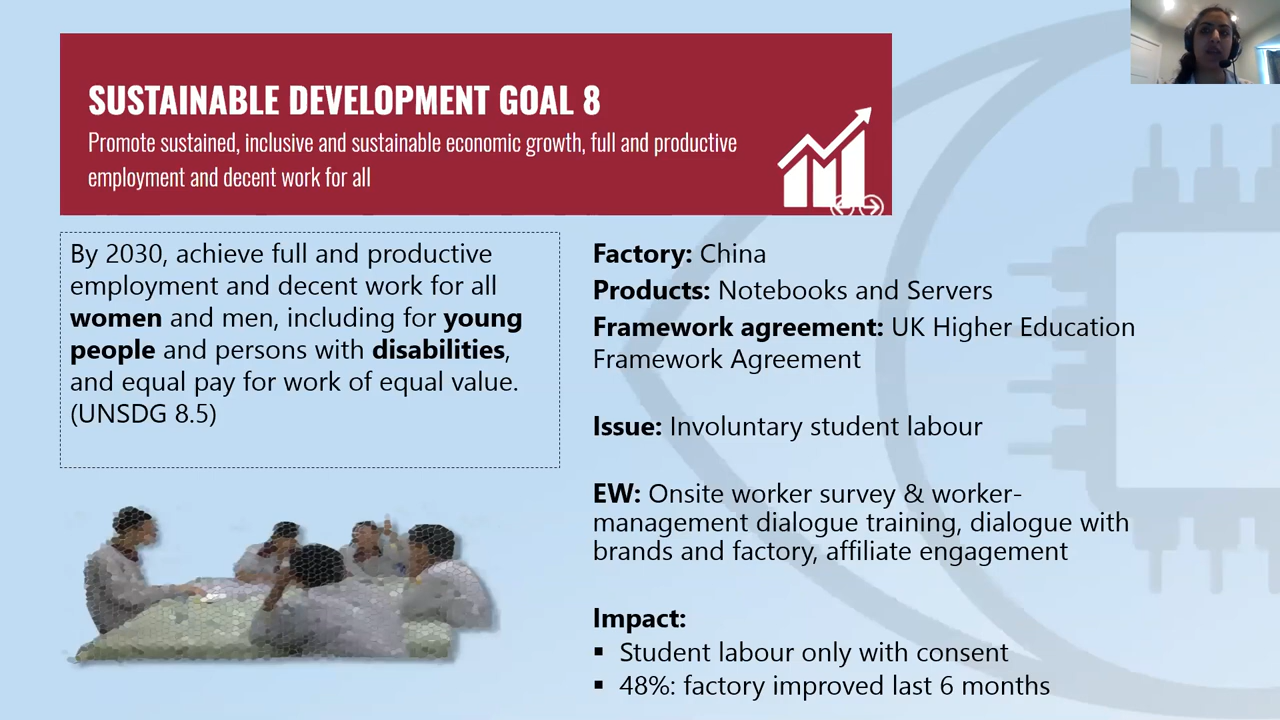 SUSTAINABLE DEVELOPMENT GOAL 8
Promote sustained, inclusive and sustainable economic growth, full and productive
employment and decent work for all
By 2030, achieve full and productive
employment and decent work for all
women and men, including for young
people and persons with disabilities,
and equal pay for work of equal value.
(UNSDG 8.5)
Factory: China
Products: Notebooks and Servers
Framework agreement: UK Higher Education
Framework Agreement
Issue: Involuntary student labour
EW: Onsite worker survey & worker-
management dialogue training, dialogue with
brands and factory, affiliate engagement
Impact:
▪ Student labour only with consent
▪ 48%: factory improved last 6 months